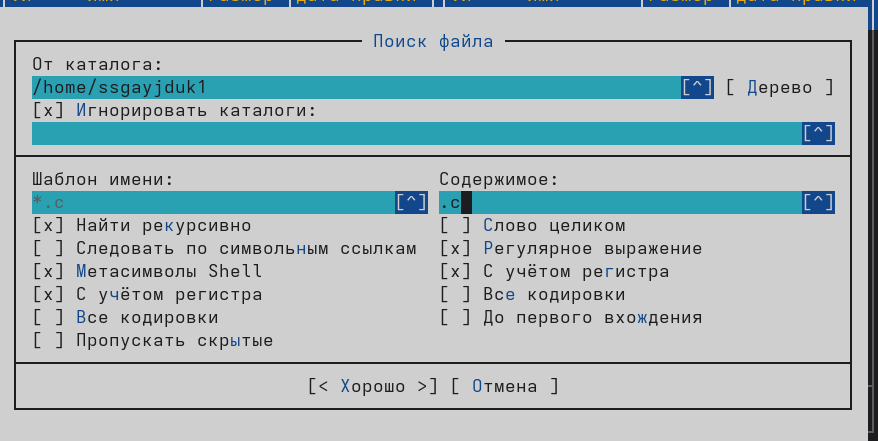 Поиск файла
От каталога:
/home/ssgayjduk1 [^] [ Дерево ]
[x] Игнорировать каталоги:
[^]
Шаблон имени: Содержимое:
*.c [^] .c [^]
[x] Найти рекурсивно [ ] Слово целиком
[ ] Следовать по символьным ссылкам [x] Регулярное выражение
[x] Метасимволы Shell [x] С учётом регистра
[x] С учётом регистра [ ] Все кодировки
[ ] Все кодировки [ ] До первого вхождения
[ ] Пропускать скрытые
[< Хорошо >] [ Отмена ]